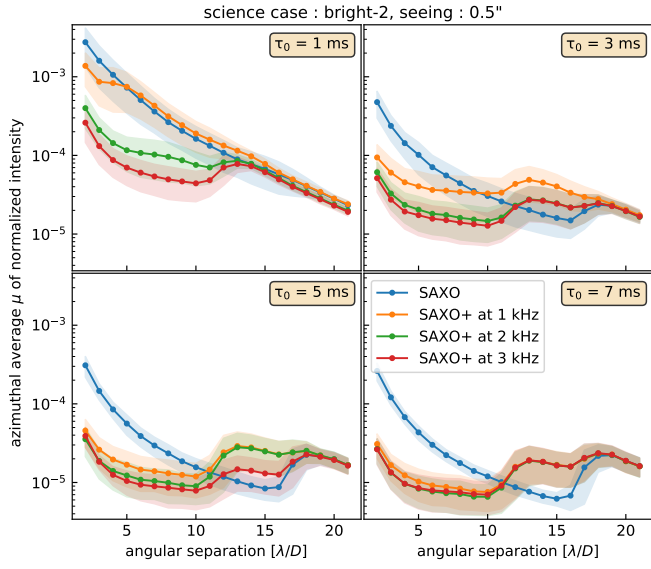 science case : bright-2, seeing : 0.5"
τ₀ = 1 ms
τ₀ = 3 ms
10⁻³
10⁻⁴
10⁻⁵
τ₀ = 5 ms
τ₀ = 7 ms
SAXO
SAXO+ at 1 kHz
SAXO+ at 2 kHz
SAXO+ at 3 kHz
10⁻³
10⁻⁴
10⁻⁵
azimuthal average μ of normalized intensity
5 10 15 20
5 10 15 20
angular separation [λ/D]
angular separation [λ/D]